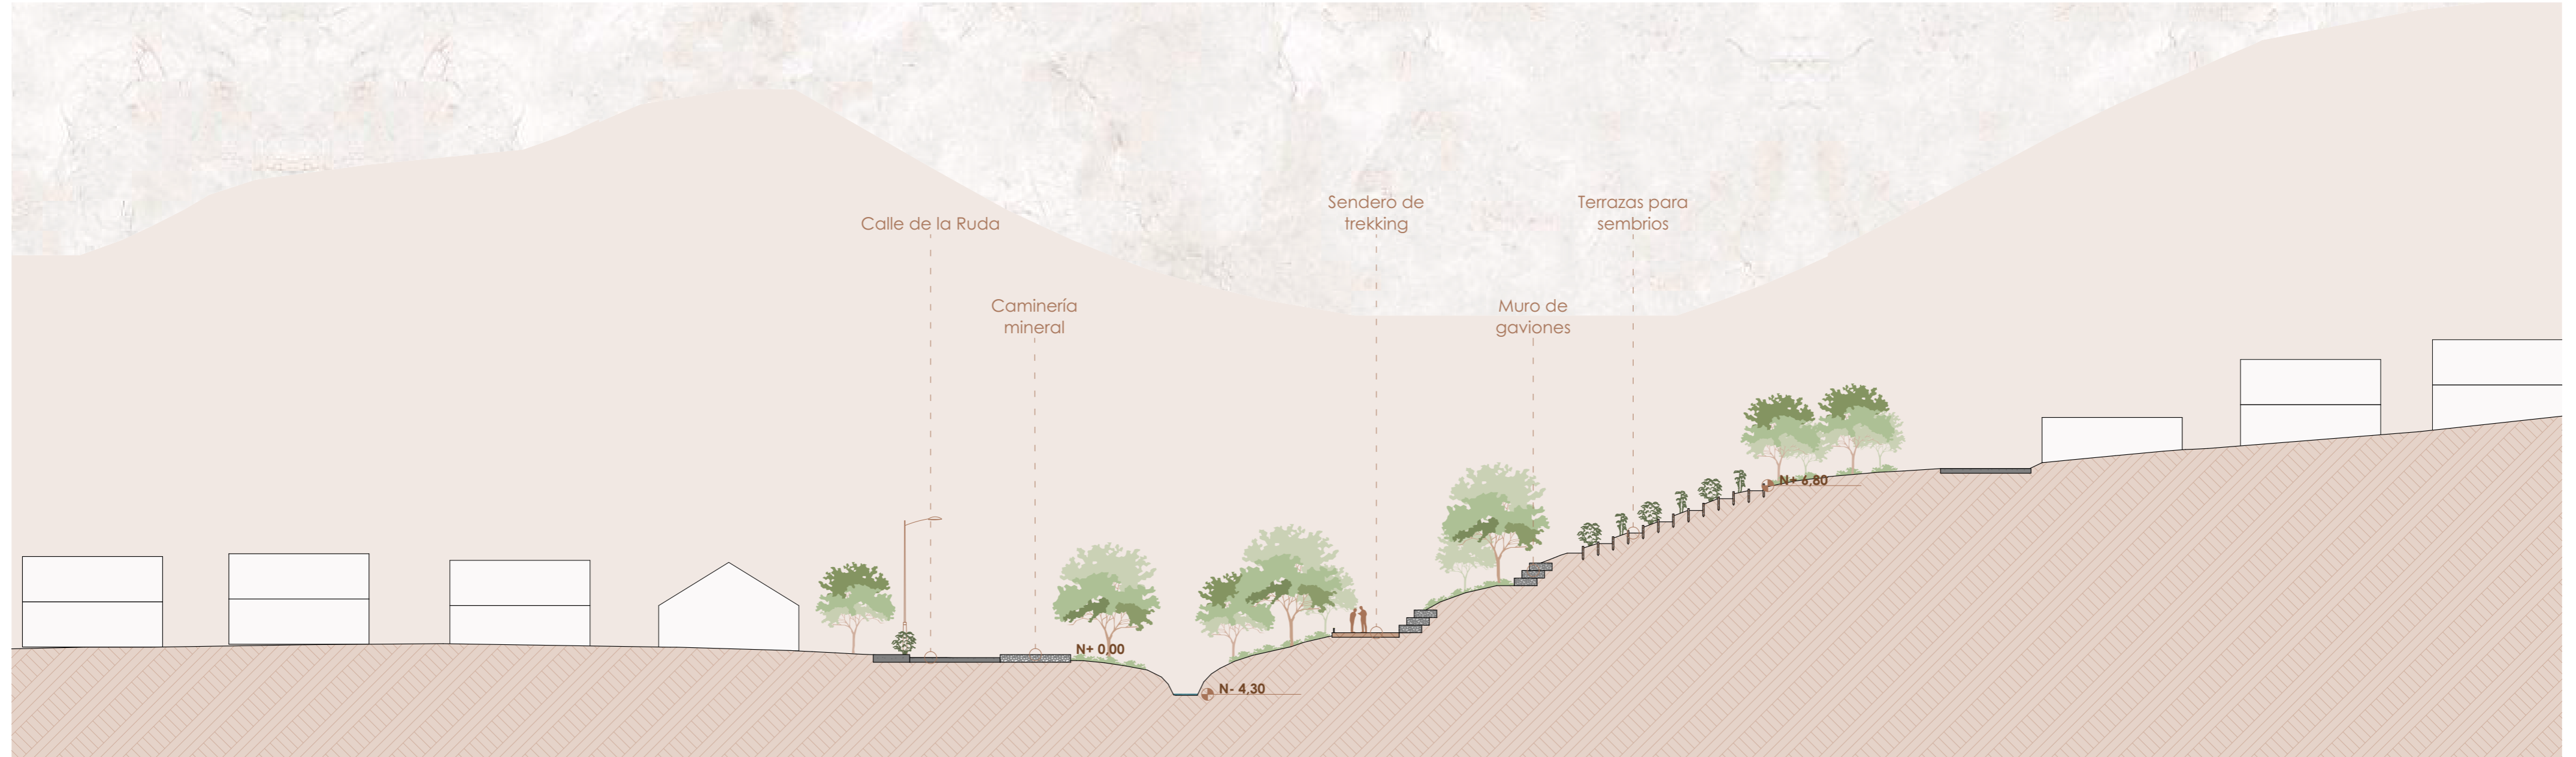 Sendero de
trekking
Terrazas para
sembrios
Calle de la Ruda
Caminería
mineral
Muro de
gaviones
N+ 6,80
N+ 0,00
N- 4,30